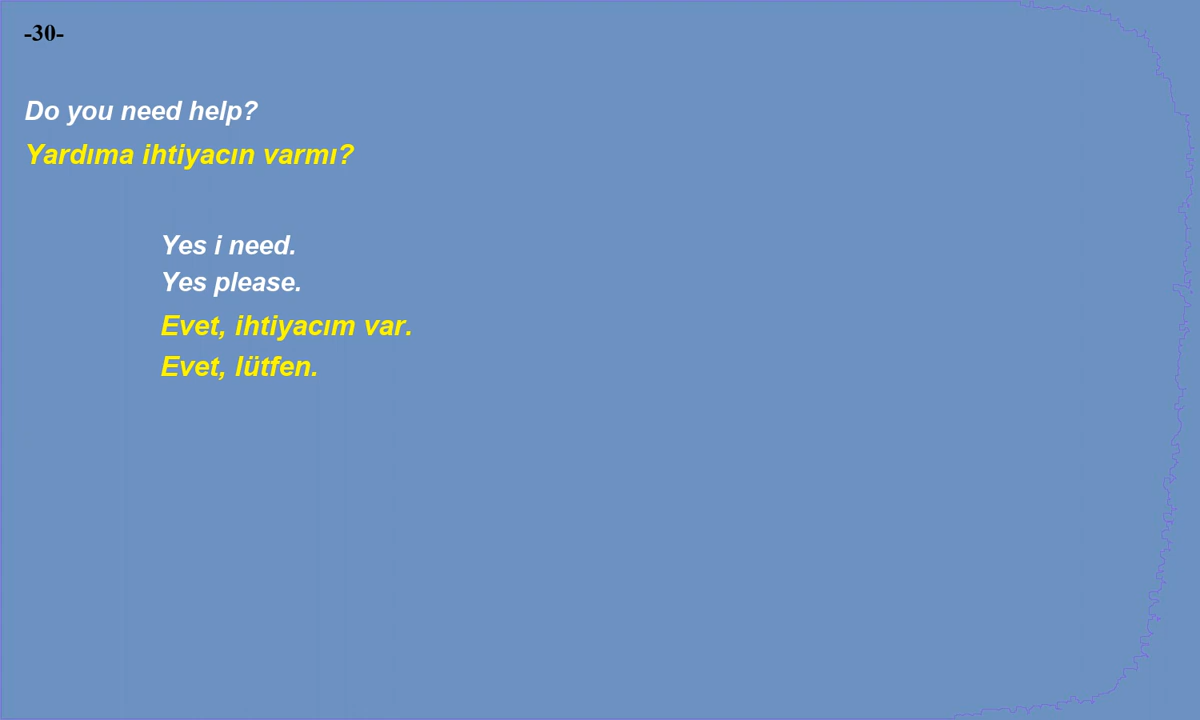 -30-
Do you need help?
Yardıma ihtiyacın varmı?
Yes i need.
Yes please.
Evet, ihtiyacım var.
Evet, lütfen.